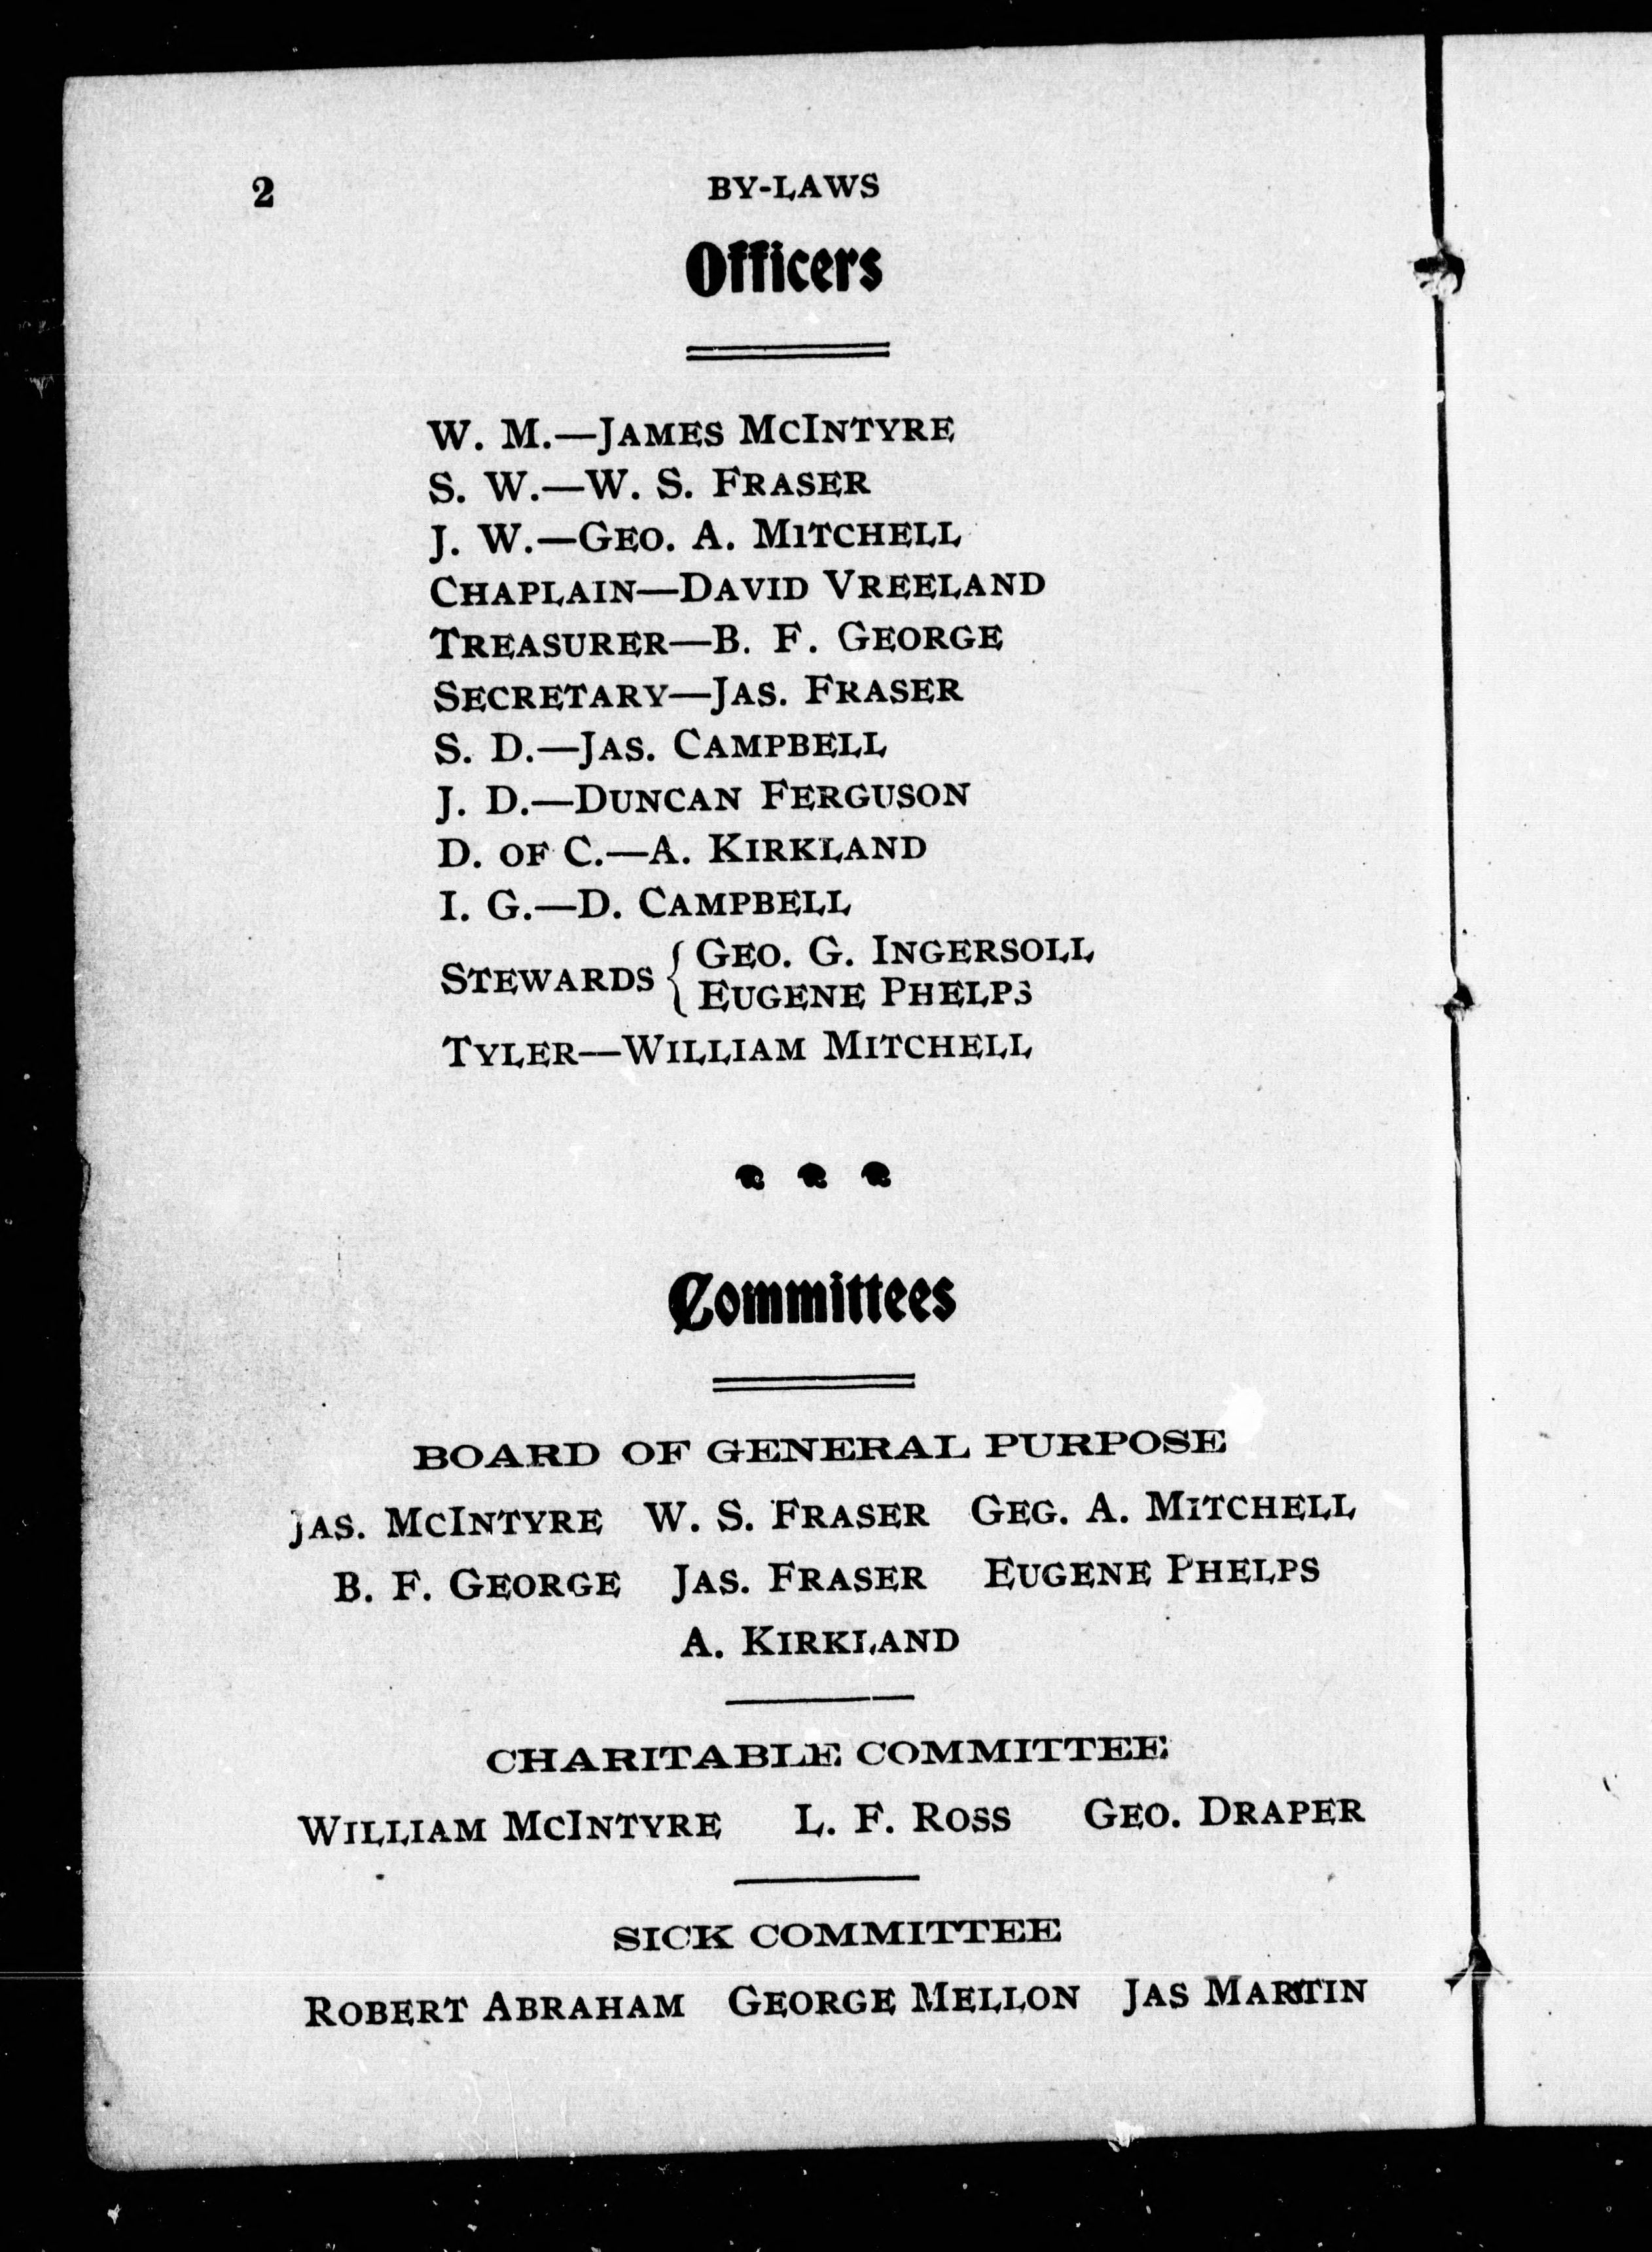 2
BY-LAWS
Officers
W. M.—JAMES MCINTYRE
S. W.—W. S. FRASER
J. W.—GEO. A. MITCHELL
CHAPLAIN—DAVID VREELAND
TREASURER—B. F. GEORGE
SECRETARY—JAS. FRASER
S. D.—JAS. CAMPBELL
J. D.—DUNCAN FERGUSON
D. OF C.—A. KIRKLAND
I. G.—D. CAMPBELL
STEWARDS { GEO. G. INGERSOLL
EUGENE PHELPS
TYLER—WILLIAM MITCHELL
Committees
BOARD OF GENERAL PURPOSE
JAS. MCINTYRE W. S. FRASER GEG. A. MITCHELL
B. F. GEORGE JAS. FRASER EUGENE PHELPS
A. KIRKLAND
CHARITABLE COMMITTEE
WILLIAM MCINTYRE L. F. ROSS GEO. DRAPER
SICK COMMITTEE
ROBERT ABRAHAM GEORGE MELLON JAS MARTIN